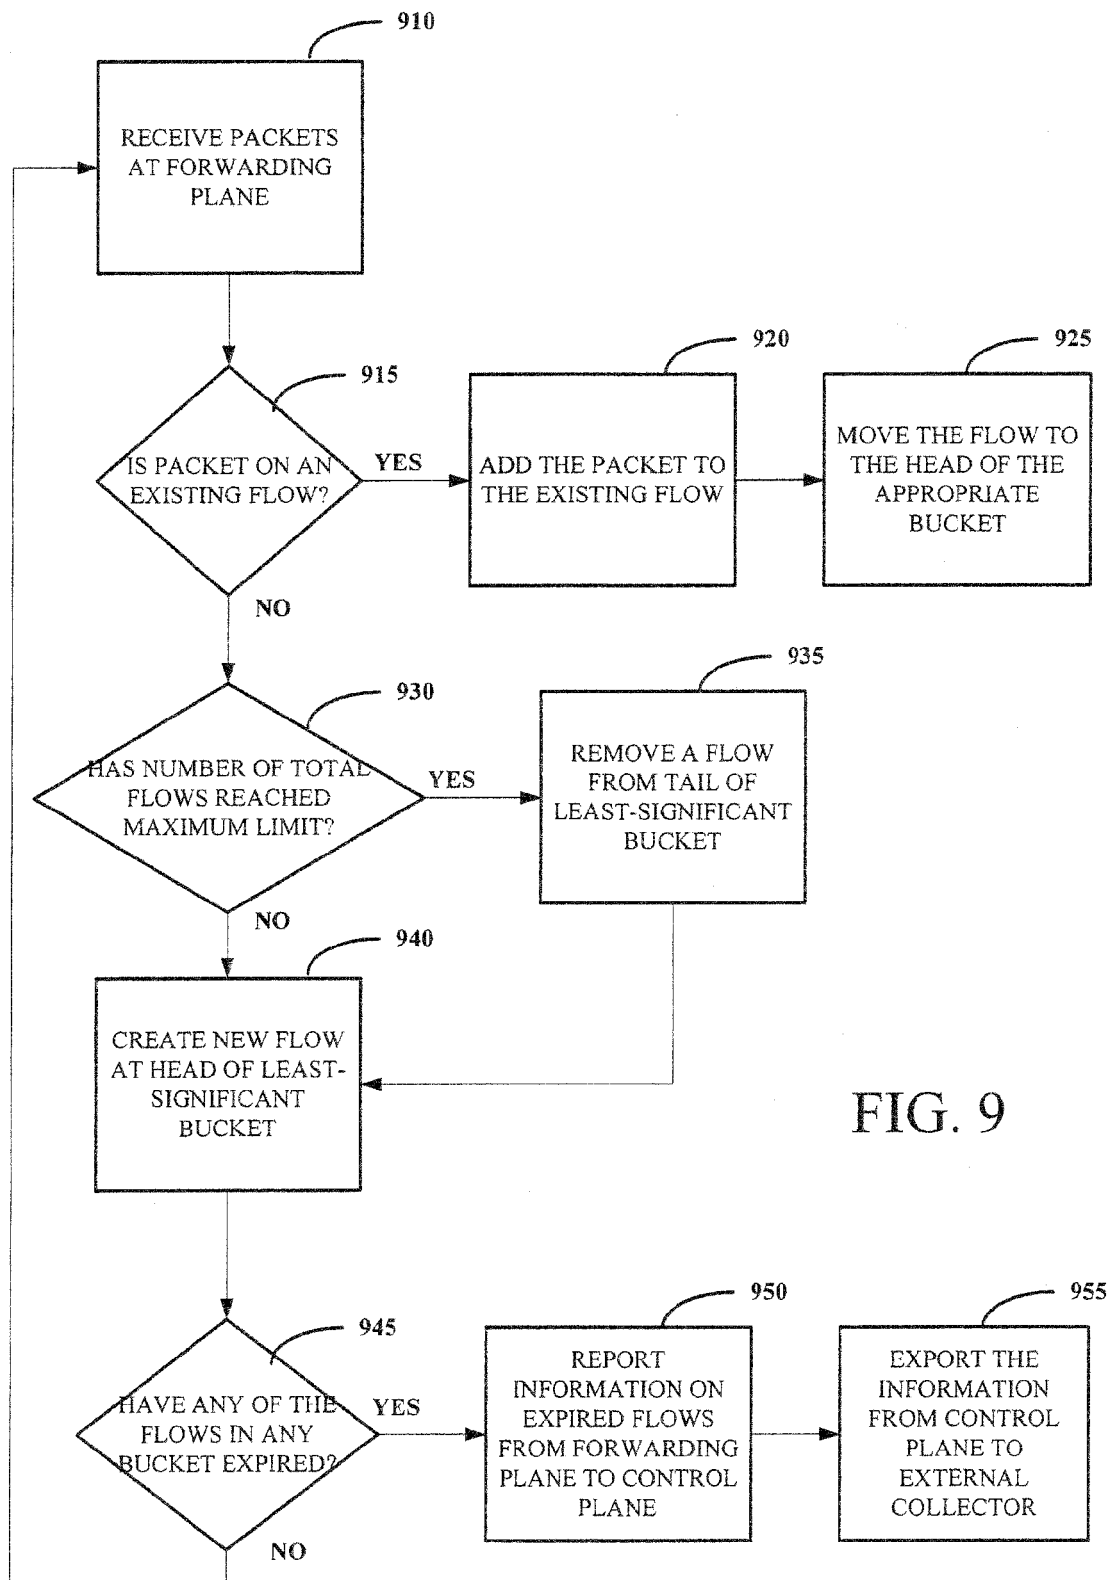 910
RECEIVE PACKETS
AT FORWARDING
PLANE
915
IS PACKET ON AN
EXISTING FLOW?
YES
920
ADD THE PACKET TO
THE EXISTING FLOW
925
MOVE THE FLOW TO
THE HEAD OF THE
APPROPRIATE
BUCKET
NO
930
HAS NUMBER OF TOTAL
FLOWS REACHED
MAXIMUM LIMIT?
YES
935
REMOVE A FLOW
FROM TAIL OF
LEAST-SIGNIFICANT
BUCKET
NO
940
CREATE NEW FLOW
AT HEAD OF LEAST-
SIGNIFICANT
BUCKET
FIG. 9
945
HAVE ANY OF THE
FLOWS IN ANY
BUCKET EXPIRED?
YES
950
REPORT
INFORMATION ON
EXPIRED FLOWS
FROM FORWARDING
PLANE TO CONTROL
PLANE
955
EXPORT THE
INFORMATION
FROM CONTROL
PLANE TO
EXTERNAL
COLLECTOR
NO